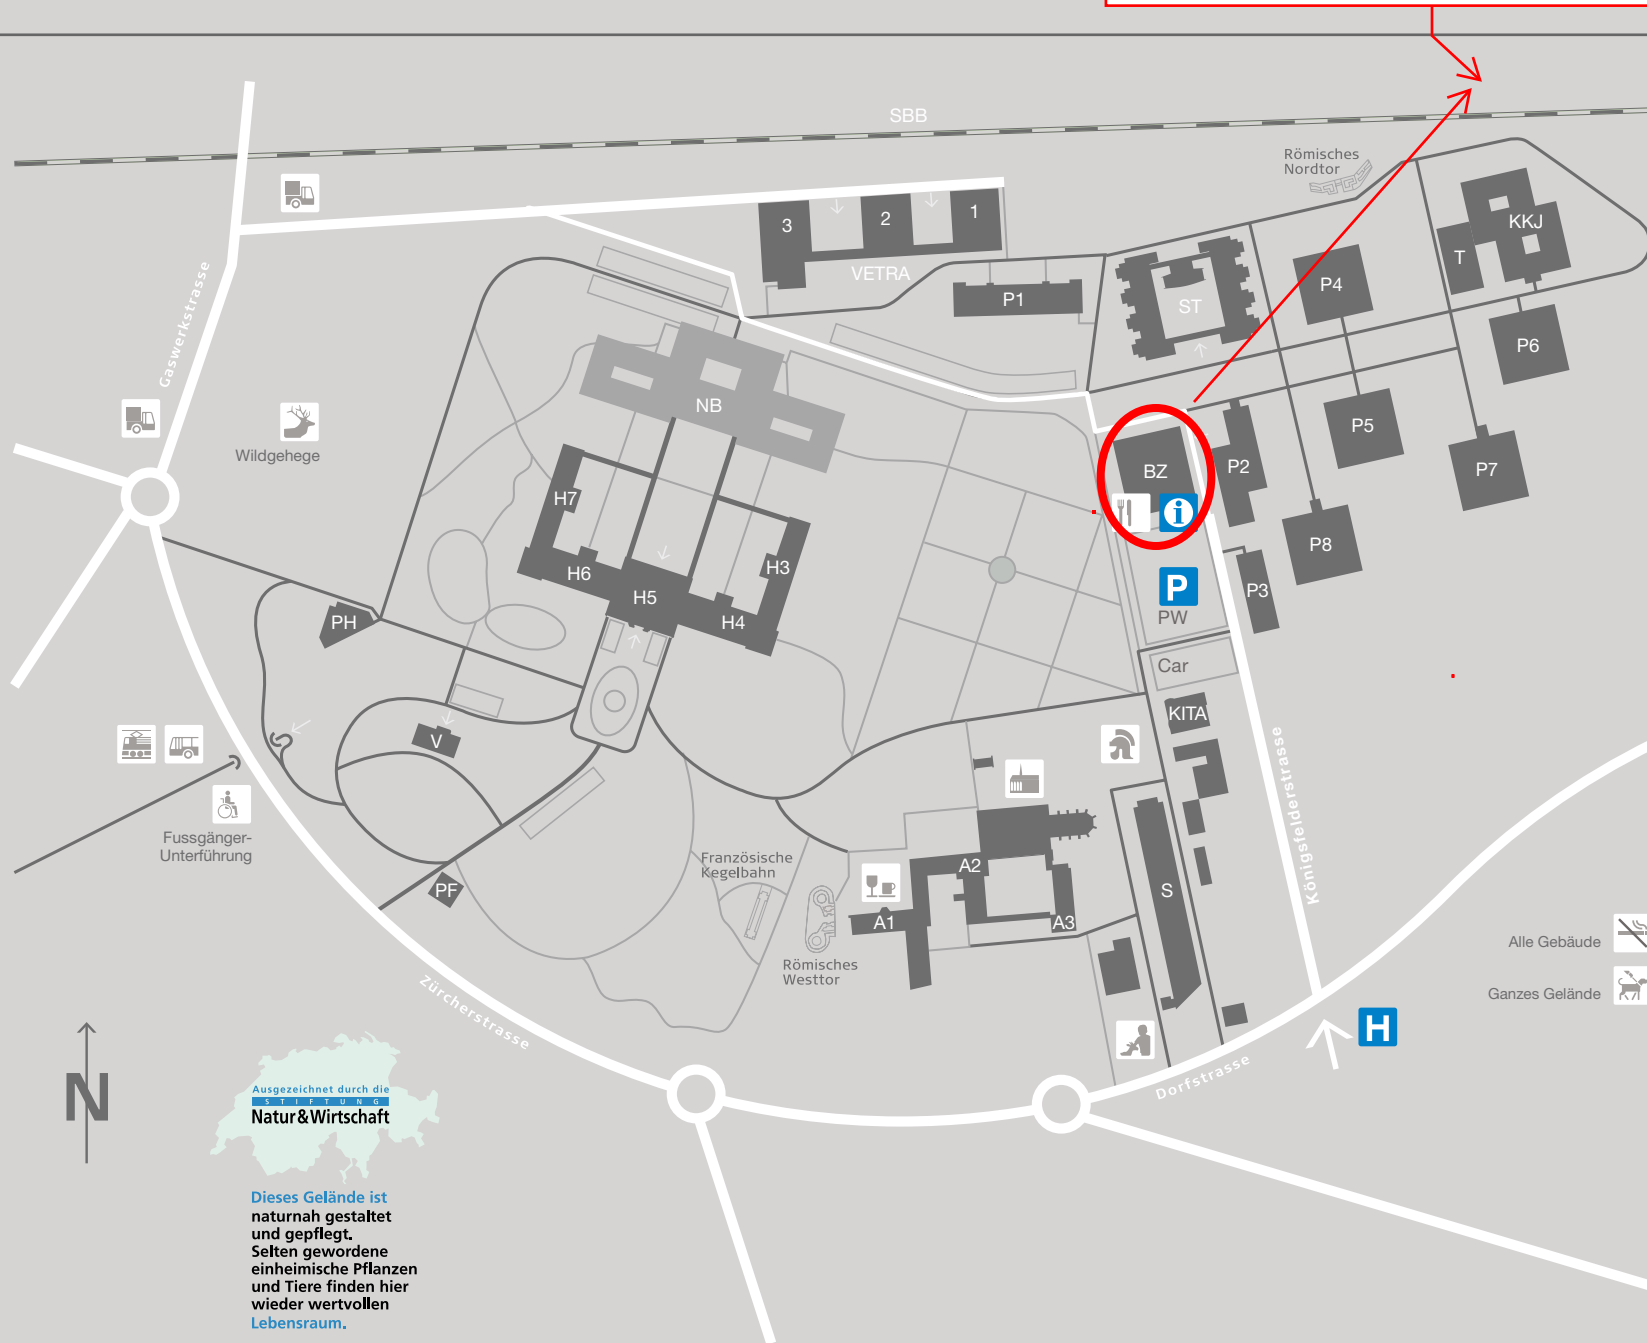 SBB
Römisches
Nordtor
3
2
1
VETRA
P1
ST
P4
KKJ
T
P6
Gaswerkstrasse
Wildgehege
NB
BZ
P2
P5
P7
H7
H6
H5
H4
H3
P8
P3
P
PW
Car
KITA
PH
V
PF
Fussgänger-
Unterführung
Französische
Kegelbahn
Römisches
Westtor
A1
A2
A3
S
Königsfelderstrasse
Alle Gebäude
Ganzes Gelände
H
Zürcherstrasse
Dorfstrasse
N
Ausgezeichnet durch die
STIFTUNG
Natur&Wirtschaft
Dieses Gelände ist
naturnah gestaltet
und gepflegt.
Selten gewordene
einheimische Pflanzen
und Tiere finden hier
wieder wertvollen
Lebensraum.